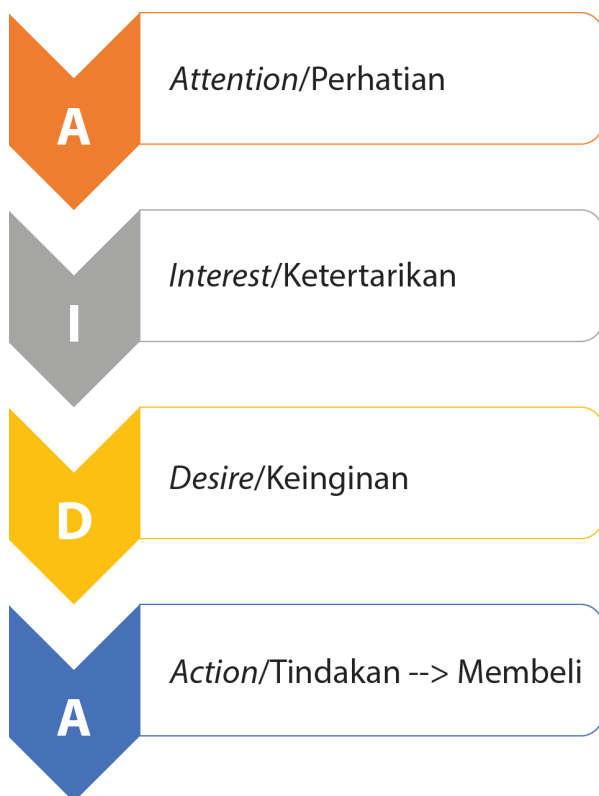 A
Attention/Perhatian
I
Interest/Ketertarikan
D
Desire/Keinginan
A
Action/Tindakan --> Membeli